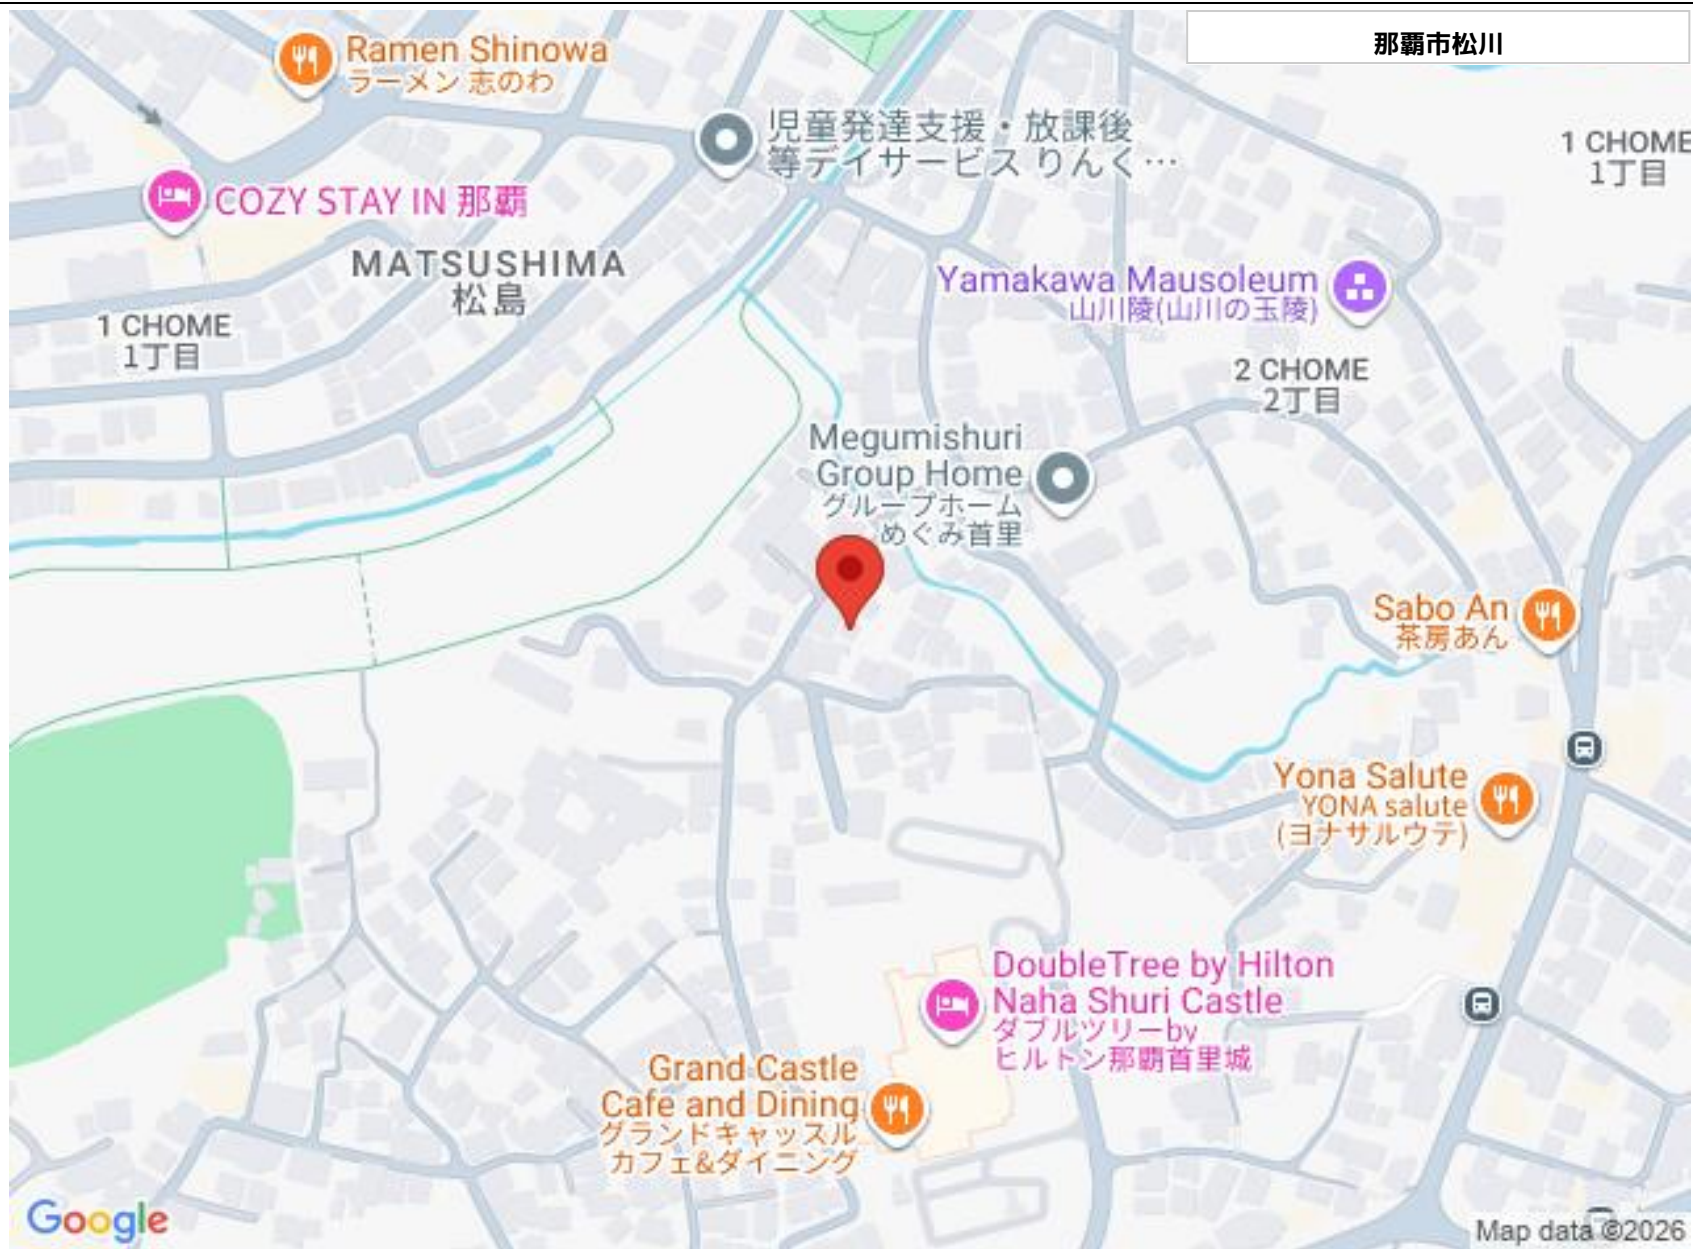 那覇市松川
Ramen Shinowa
ラーメン 志のわ
児童発達支援・放課後
等デイサービス りんく…
1 CHOME
1丁目
COZY STAY IN 那覇
MATSUSHIMA
松島
Yamakawa Mausoleum
山川陵(山川の玉陵)
1 CHOME
1丁目
2 CHOME
2丁目
Megumishuri
Group Home
グループホーム
めぐみ首里
Sabo An
茶房あん
Yona Salute
YONA salute
(ヨナサルウテ)
DoubleTree by Hilton
Naha Shuri Castle
ダブルツリーby
ヒルトン那覇首里城
Grand Castle
Cafe and Dining
グランドキャッスル
カフェ&ダイニング
Google
Map data ©2026